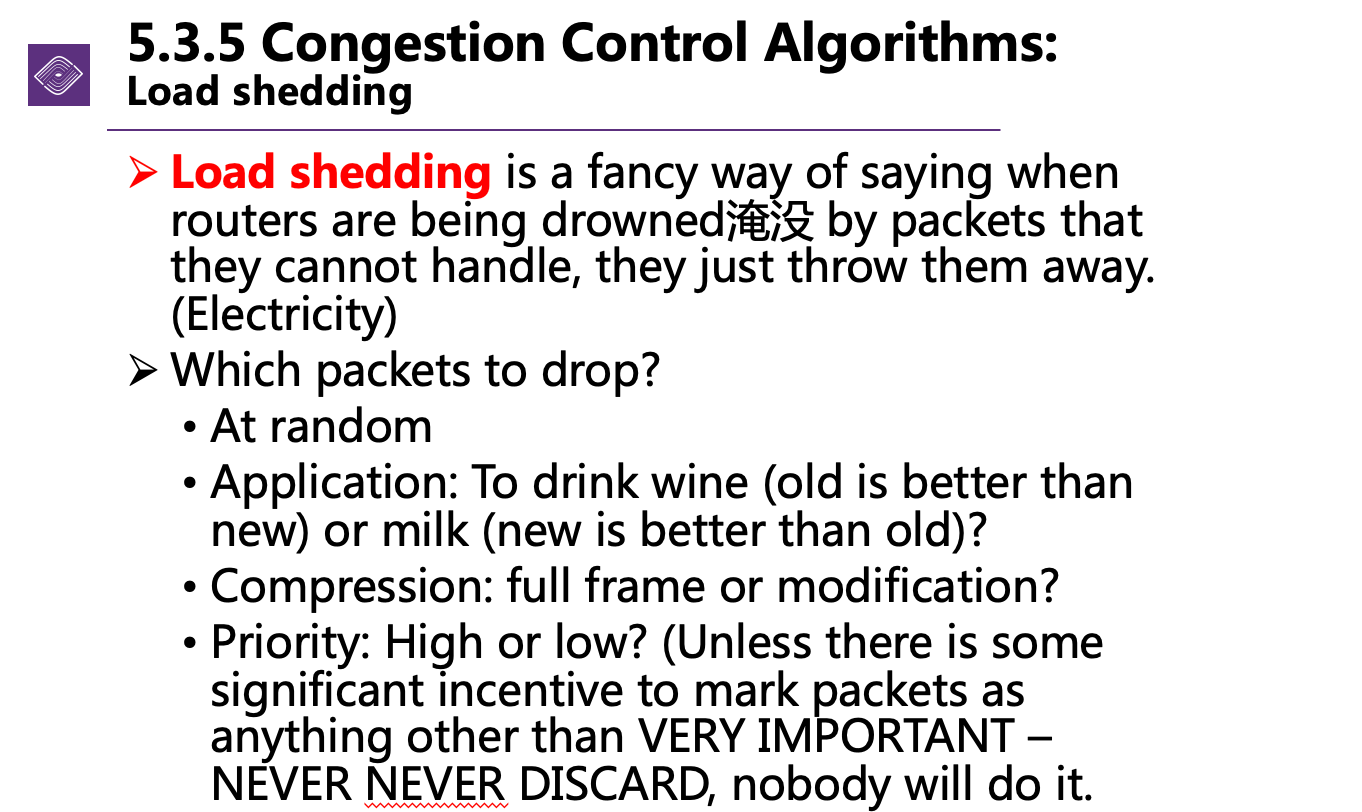 5.3.5 Congestion Control Algorithms:
Load shedding
➢ Load shedding is a fancy way of saying when
routers are being drowned淹没 by packets that
they cannot handle, they just throw them away.
(Electricity)
➢ Which packets to drop?
• At random
• Application: To drink wine (old is better than
new) or milk (new is better than old)?
• Compression: full frame or modification?
• Priority: High or low? (Unless there is some
significant incentive to mark packets as
anything other than VERY IMPORTANT –
NEVER NEVER DISCARD, nobody will do it.